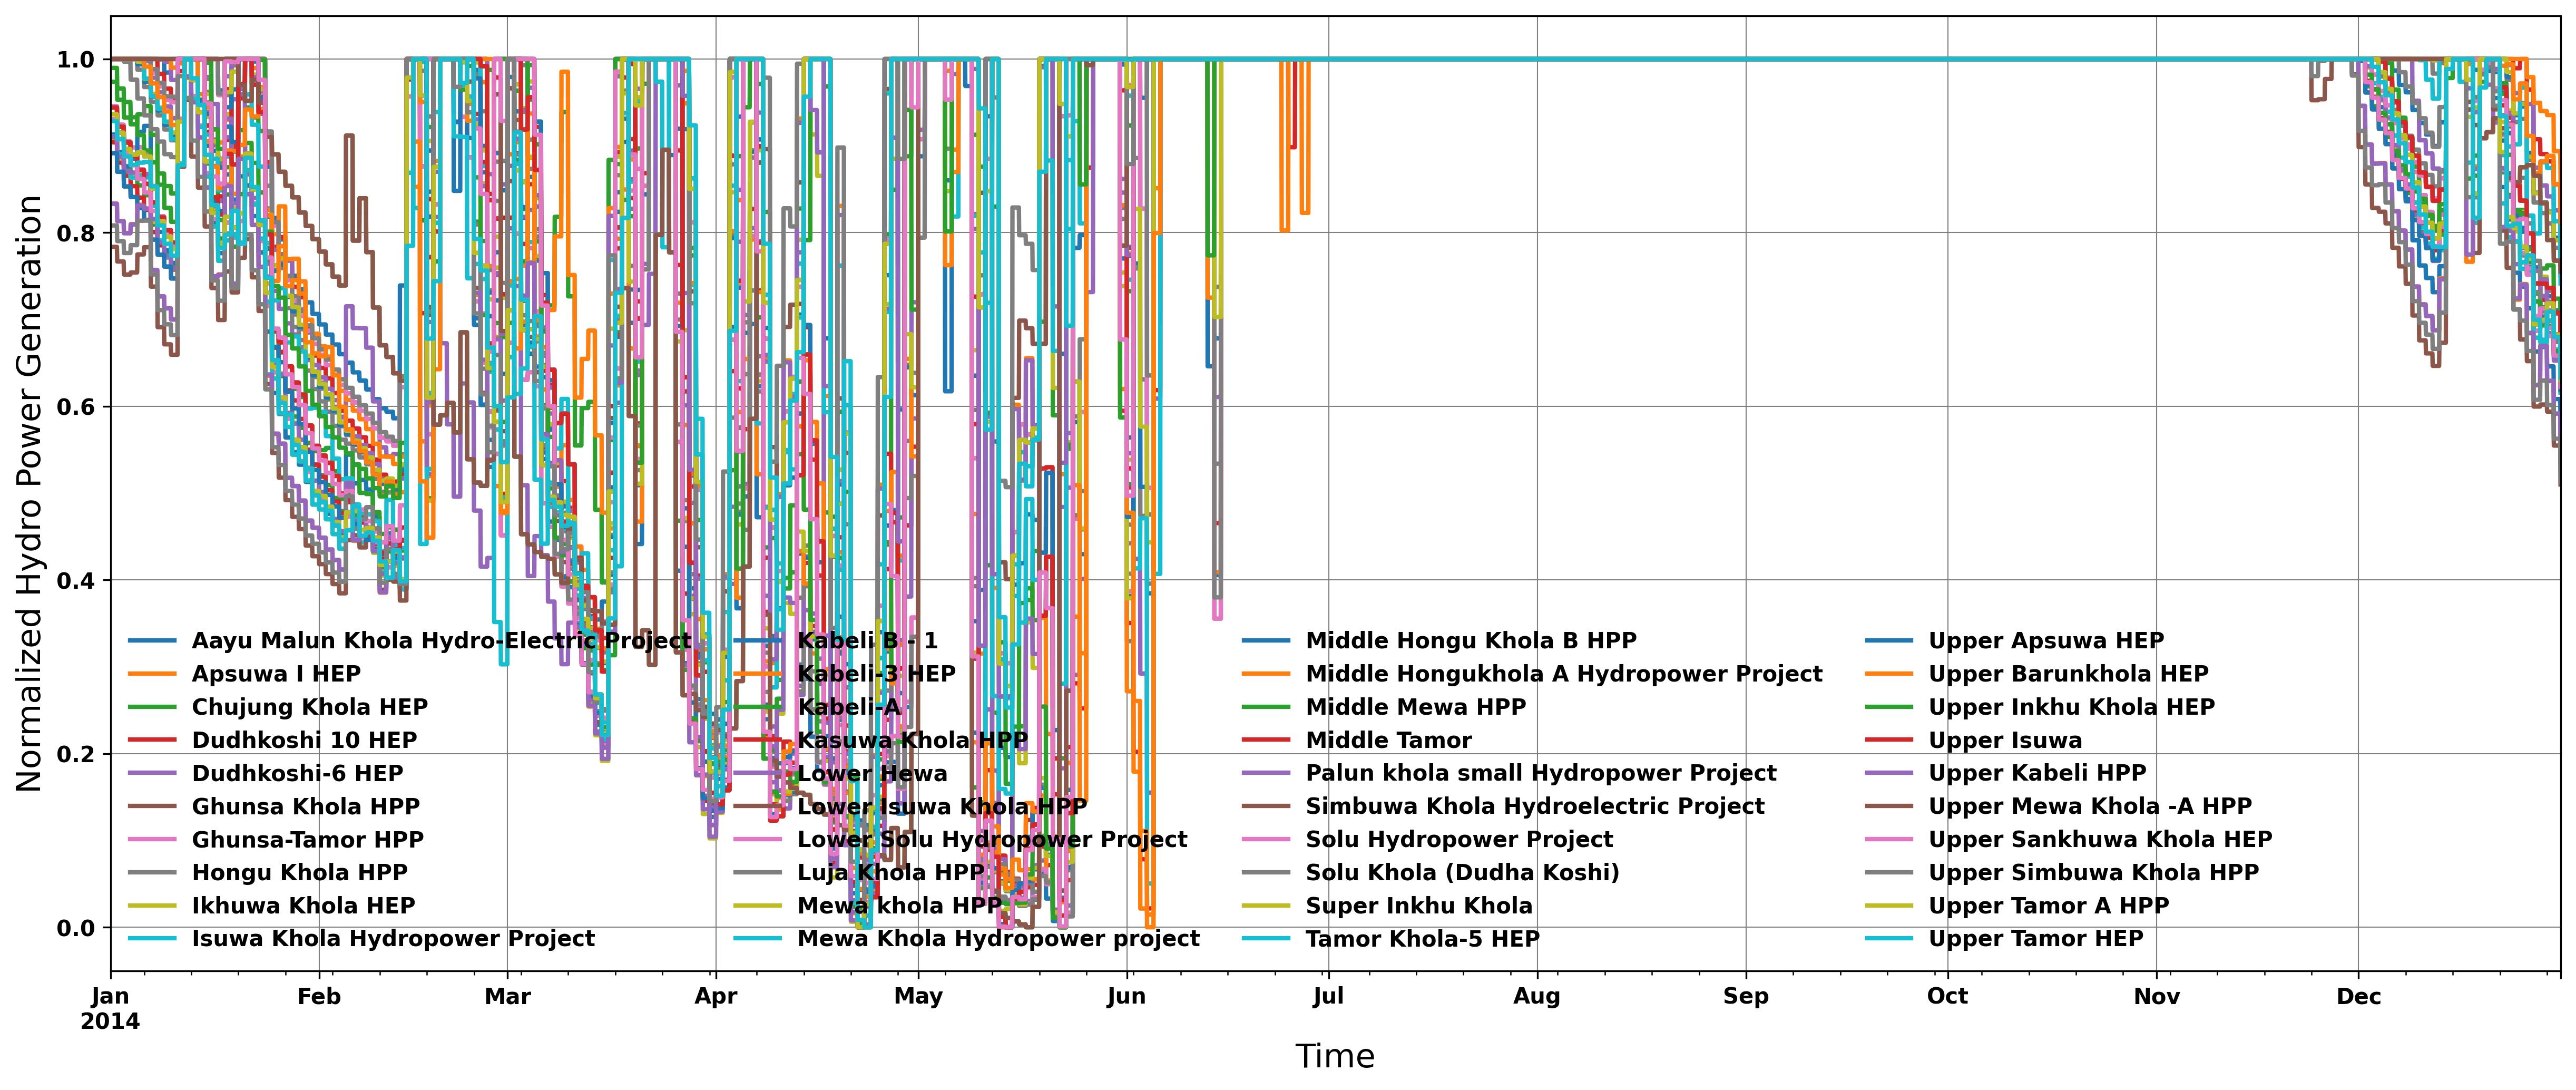 Normalized Hydro Power Generation
1.0
0.8
0.6
0.4
0.2
0.0
Aayu Malun Khola Hydro-Electric Project
Apsuwa I HEP
Chujung Khola HEP
Dudhkoshi 10 HEP
Dudhkoshi-6 HEP
Ghunsa Khola HPP
Ghunsa-Tamor HPP
Hongu Khola HPP
Ikhuwa Khola HEP
Isuwa Khola Hydropower Project
Kabeli B - 1
Kabeli-3 HEP
Kabeli-A
Kasuwa Khola HPP
Lower Hewa
Lower Isuwa Khola HPP
Lower Solu Hydropower Project
Luja Khola HPP
Mewa khola HPP
Mewa Khola Hydropower project
Middle Hongu Khola B HPP
Middle Hongukhola A Hydropower Project
Middle Mewa HPP
Middle Tamor
Palun khola small Hydropower Project
Simbuwa Khola Hydroelectric Project
Solu Hydropower Project
Solu Khola (Dudha Koshi)
Super Inkhu Khola
Tamor Khola-5 HEP
Upper Apsuwa HEP
Upper Barunkhola HEP
Upper Inkhu Khola HEP
Upper Isuwa
Upper Kabeli HPP
Upper Mewa Khola -A HPP
Upper Sankhuwa Khola HEP
Upper Simbuwa Khola HPP
Upper Tamor A HPP
Upper Tamor HEP
Jan Feb Mar Apr May Jun Jul Aug Sep Oct Nov Dec
2014
Time